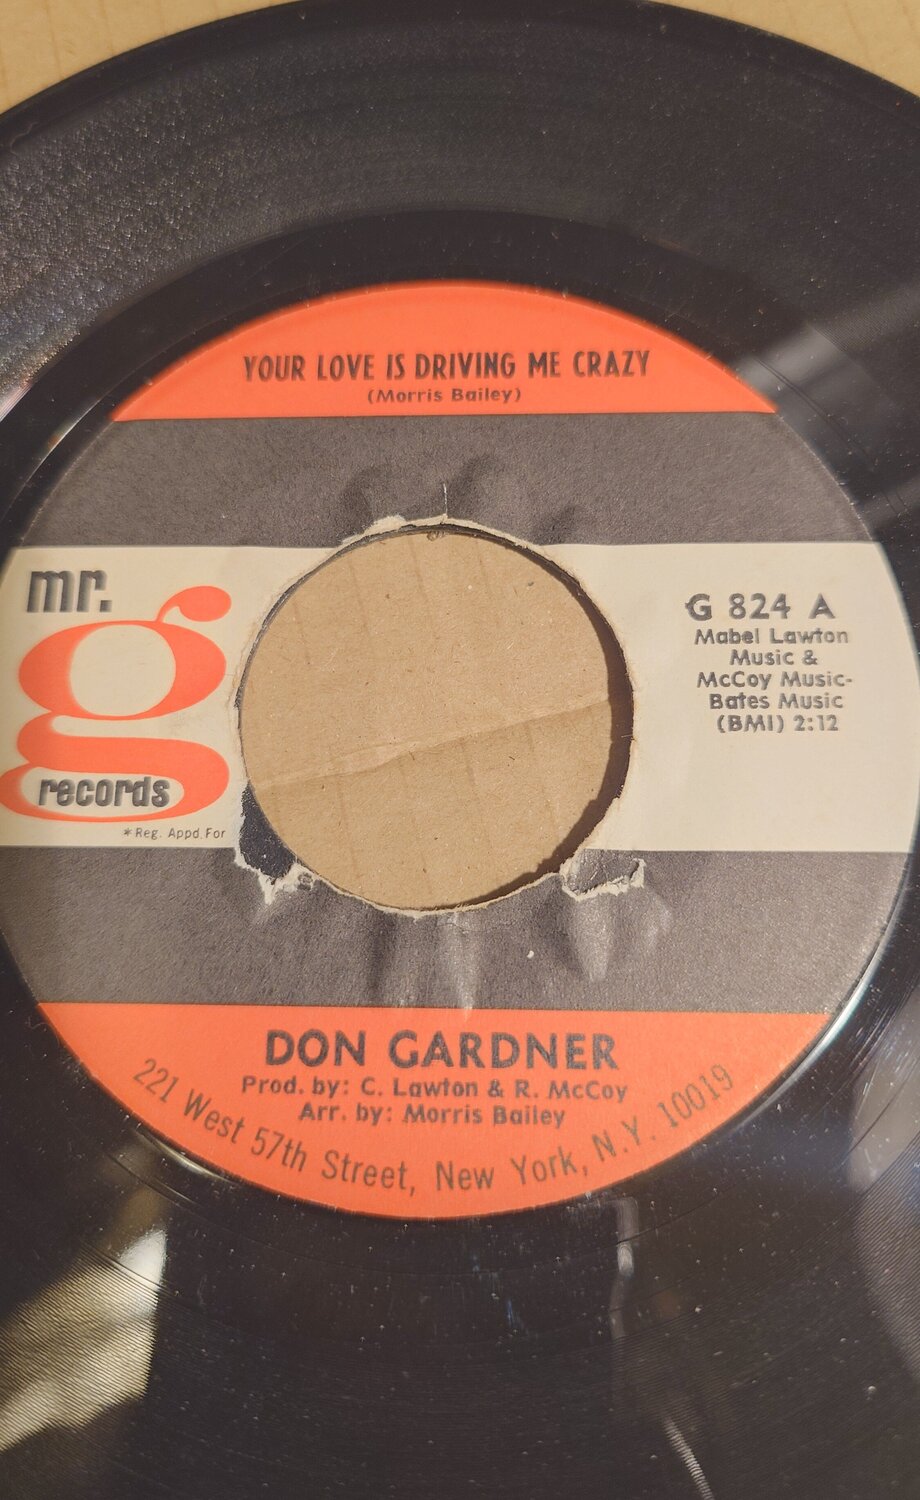 YOUR LOVE IS DRIVING ME CRAZY
(Morris Bailey)
mr.
g
records
*Reg. Appd. For
G 824 A
Mabel Lawton
Music &
McCoy Music-
Bates Music
(BMI) 2:12
DON GARDNER
Prod. by: C. Lawton & R. McCoy
Arr. by: Morris Bailey
221 West 57th Street, New York, N.Y. 10019